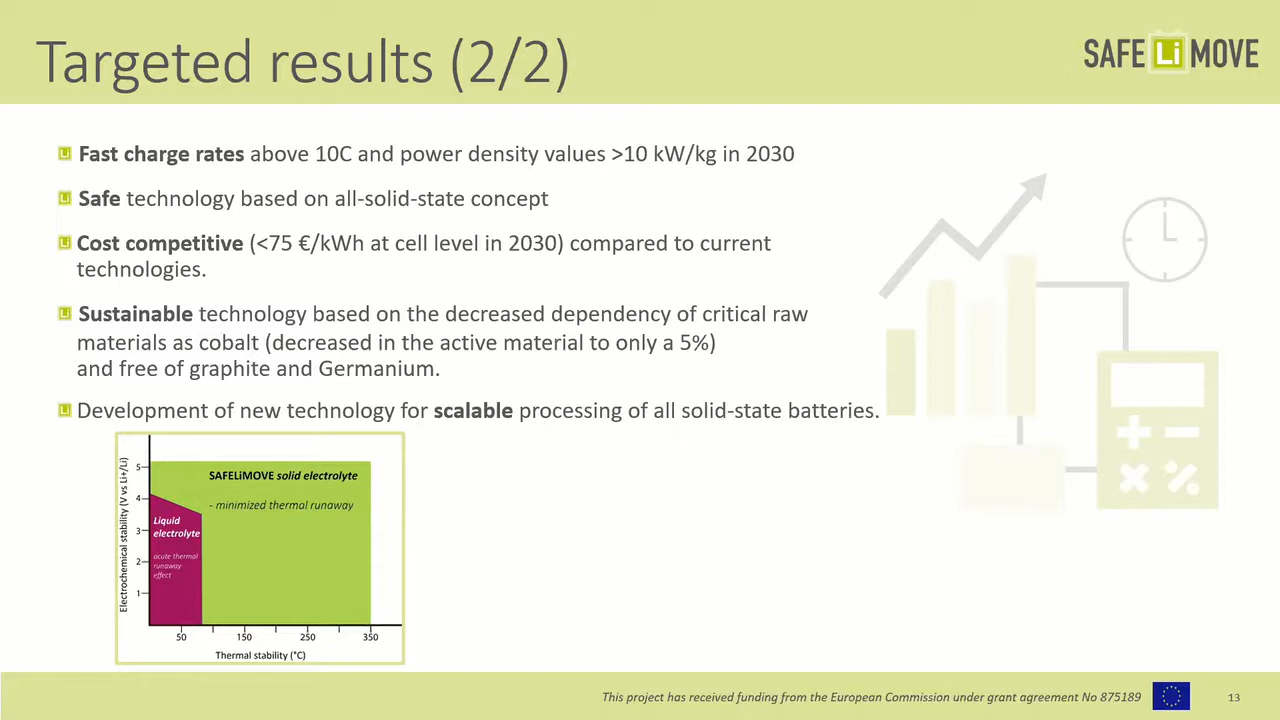 Targeted results (2/2)
SAFE Li MOVE
Fast charge rates above 10C and power density values >10 kW/kg in 2030
Safe technology based on all-solid-state concept
Cost competitive (<75 €/kWh at cell level in 2030) compared to current
technologies.
Sustainable technology based on the decreased dependency of critical raw
materials as cobalt (decreased in the active material to only a 5%)
and free of graphite and Germanium.
Development of new technology for scalable processing of all solid-state batteries.
Electrochemical stability (V vs Li+/Li)
5
4
3
2
1
SAFELiMOVE solid electrolyte
- minimized thermal runaway
Liquid
electrolyte
acute thermal
runaway
effect
50 150 250 350
Thermal stability (°C)
This project has received funding from the European Commission under grant agreement No 875189
13